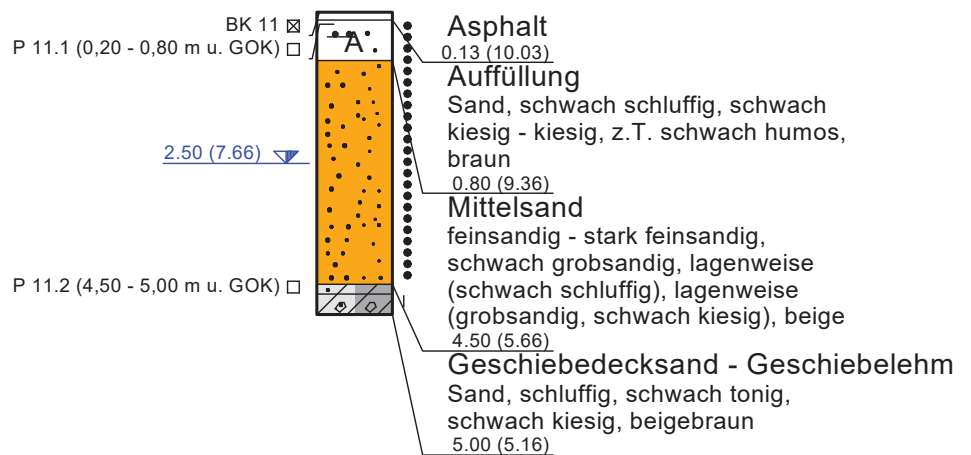 BK 11
P 11.1 (0,20 - 0,80 m u. GOK)
A
2.50 (7.66)
P 11.2 (4,50 - 5,00 m u. GOK)
Asphalt
0.13 (10.03)
Auffüllung
Sand, schwach schluffig, schwach
kiesig - kiesig, z.T. schwach humos,
braun
0.80 (9.36)
Mittelsand
feinsandig - stark feinsandig,
schwach grobsandig, lagenweise
(schwach schluffig), lagenweise
(grobsandig, schwach kiesig), beige
4.50 (5.66)
Geschiebedecksand - Geschiebelehm
Sand, schluffig, schwach tonig,
schwach kiesig, beigebraun
5.00 (5.16)